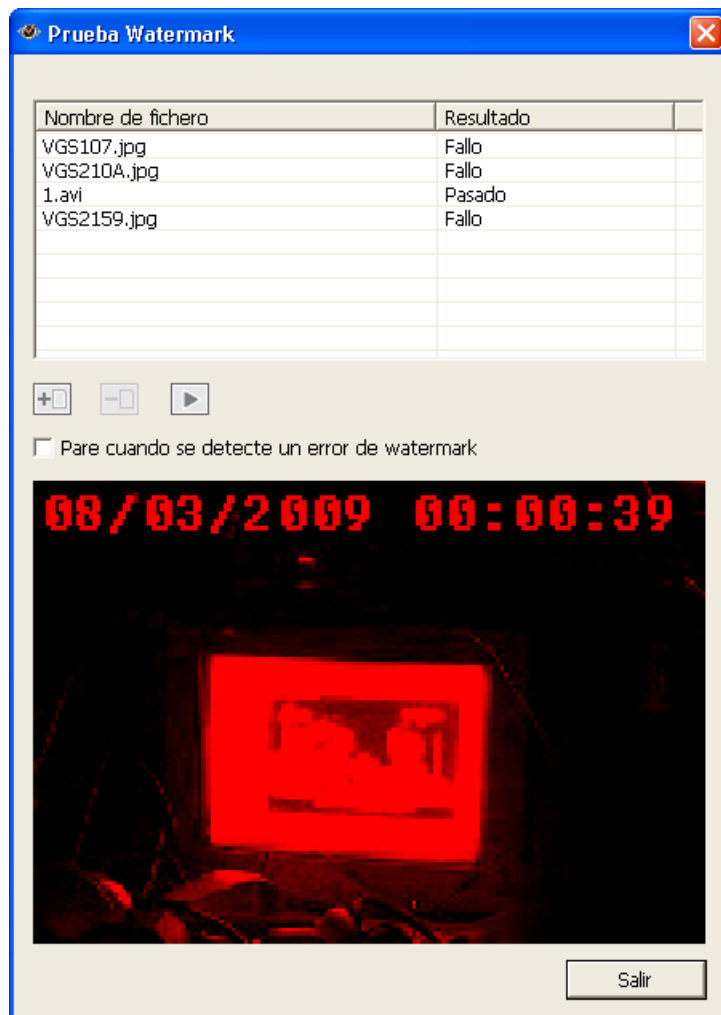 Prueba Watermark
Nombre de fichero Resultado
VGS107.jpg Fallo
VGS210A.jpg Fallo
1.avi Pasado
VGS2159.jpg Fallo
Pare cuando se detecte un error de watermark
08/03/2009 00:00:39
Salir